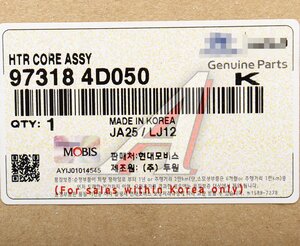 HTR CORE ASSY
Genuine Parts
97318 4D050
K
QTY: 1
MADE IN KOREA
JA25 / LJ12
MOBIS
판매처: 현대모비스
제조원: (주) 두원
AYIJ01014545
(For sales within Korea only)